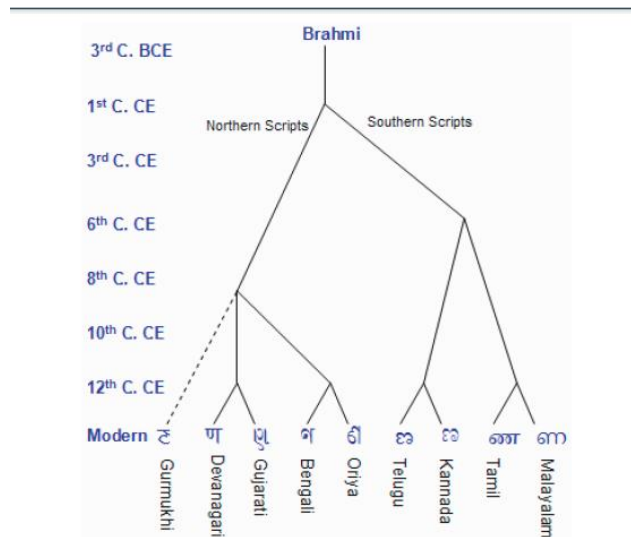 Brahmi
3rd C. BCE
1st C. CE
Northern Scripts
Southern Scripts
3rd C. CE
6th C. CE
8th C. CE
10th C. CE
12th C. CE
Modern ਣ ण ણ ণ ଣ ణ ಣ ண ണ
Gurmukhi
Devanagari
Gujarati
Bengali
Oriya
Telugu
Kannada
Tamil
Malayalam